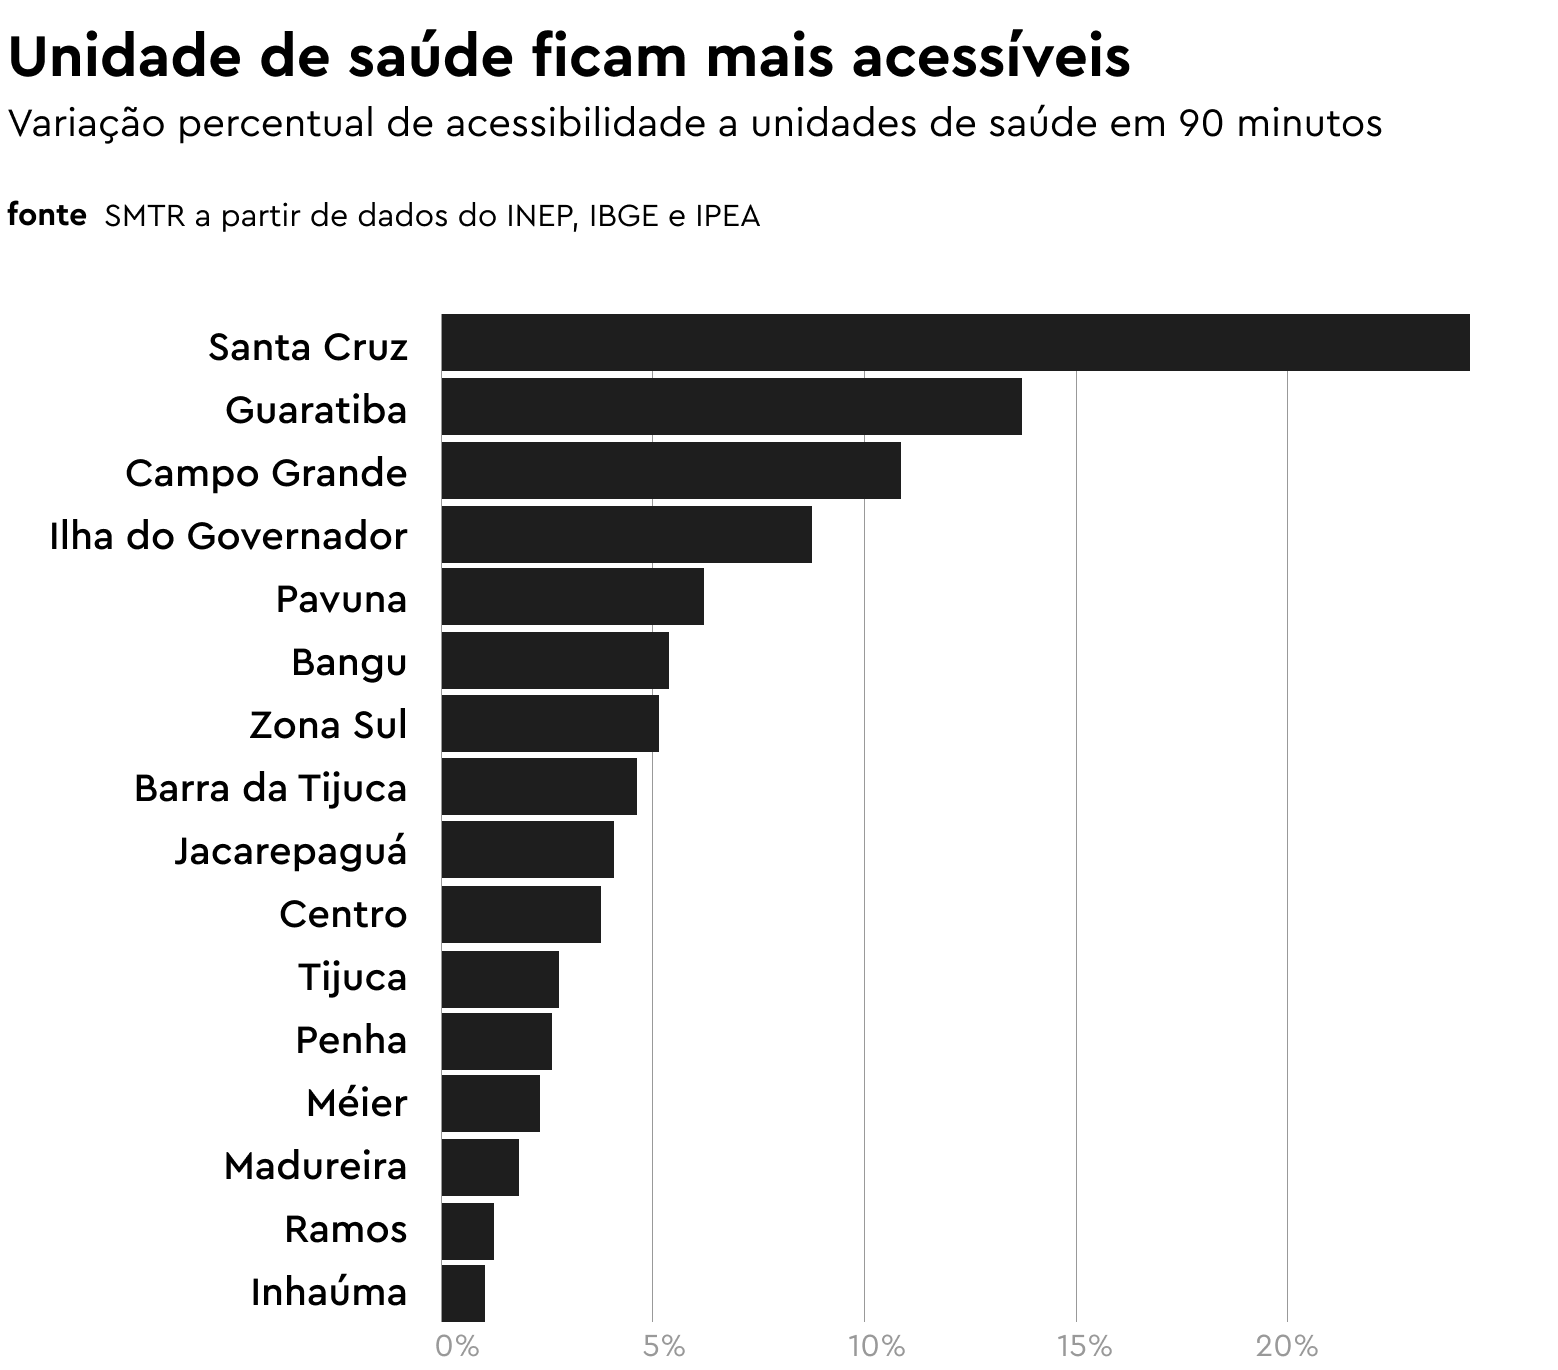 Unidade de saúde ficam mais acessíveis
Variação percentual de acessibilidade a unidades de saúde em 90 minutos
fonte SMTR a partir de dados do INEP, IBGE e IPEA
Santa Cruz
Guaratiba
Campo Grande
Ilha do Governador
Pavuna
Bangu
Zona Sul
Barra da Tijuca
Jacarepaguá
Centro
Tijuca
Penha
Méier
Madureira
Ramos
Inhaúma
0% 5% 10% 15% 20%